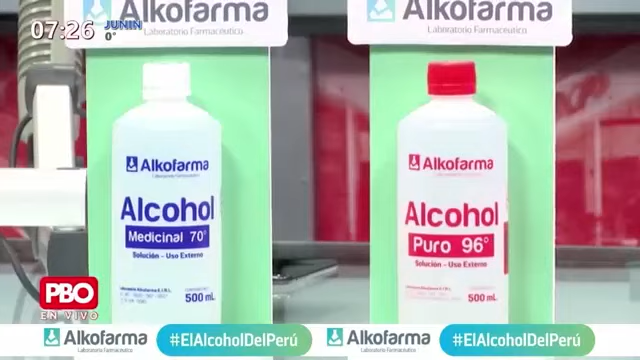 07:26
JUNÍN
0°
Alkofarma
Laboratorio Farmacéutico
Alkofarma
Laboratorio Farmacéutico
Alkofarma
Alcohol
Medicinal 70°
Solución - Uso Externo
500 mL
Alkofarma
Alcohol
Puro 96°
Solución - Uso Externo
500 mL
PBO
EN VIVO
Alkofarma
Laboratorio Farmacéutico
#ElAlcoholDelPerú
Alkofarma
Laboratorio Farmacéutico
#ElAlcoholDelPerú